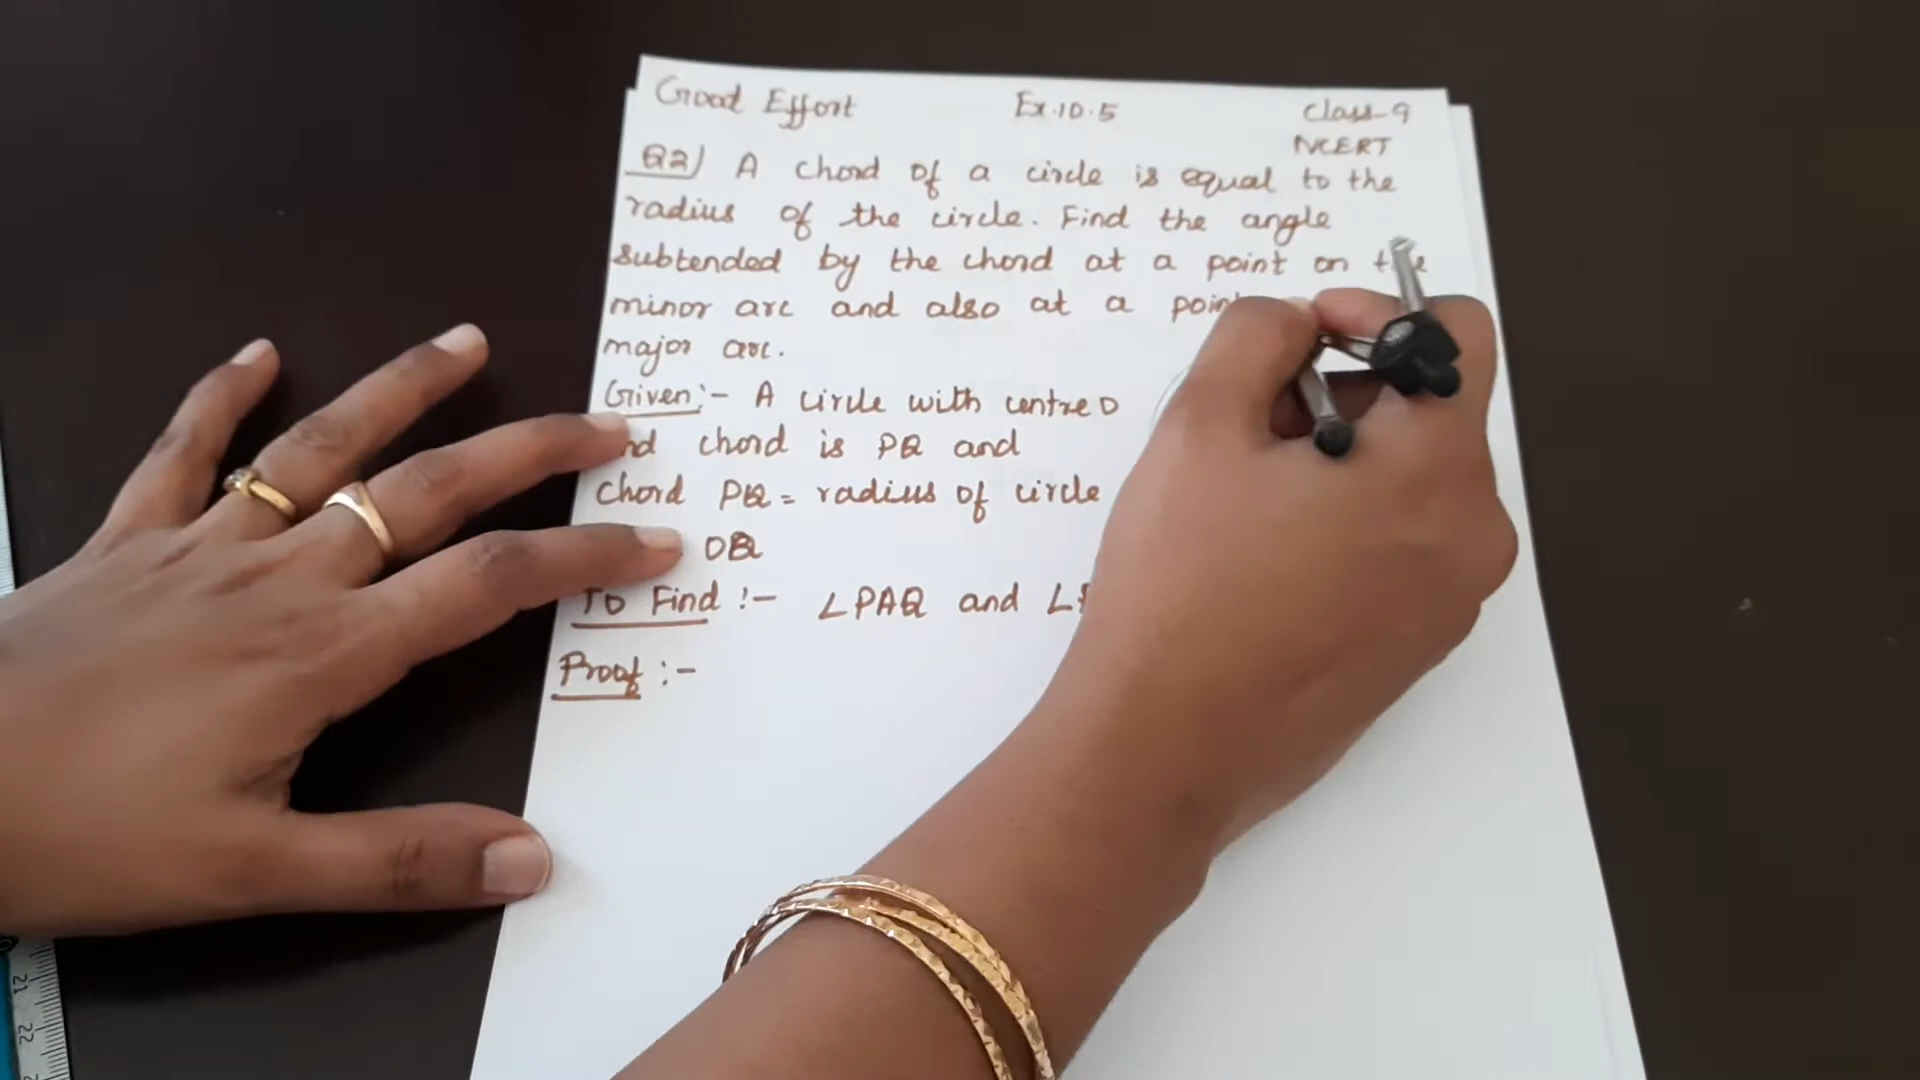 Good Effort Ex.10.5 Class-9
NCERT
Q2) A chord of a circle is equal to the
radius of the circle. Find the angle
subtended by the chord at a point on the
minor arc and also at a
major arc.
Given:- A circle with centre O
chord is PQ and
Chord PQ = radius of circle
OQ
To Find :- ∠PAQ and
Proof :-
21
22